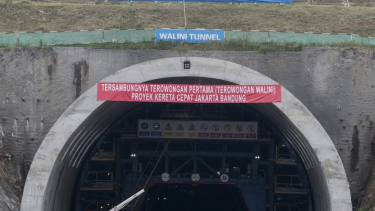 WALINI TUNNEL
TERSAMBUNGNYA TEROWONGAN PERTAMA (TEROWONGAN WALINI)
PROYEK KERETA CEPAT JAKARTA BANDUNG